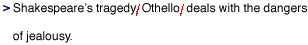 > Shakespeare's tragedy, Othello, deals with the dangers
of jealousy.